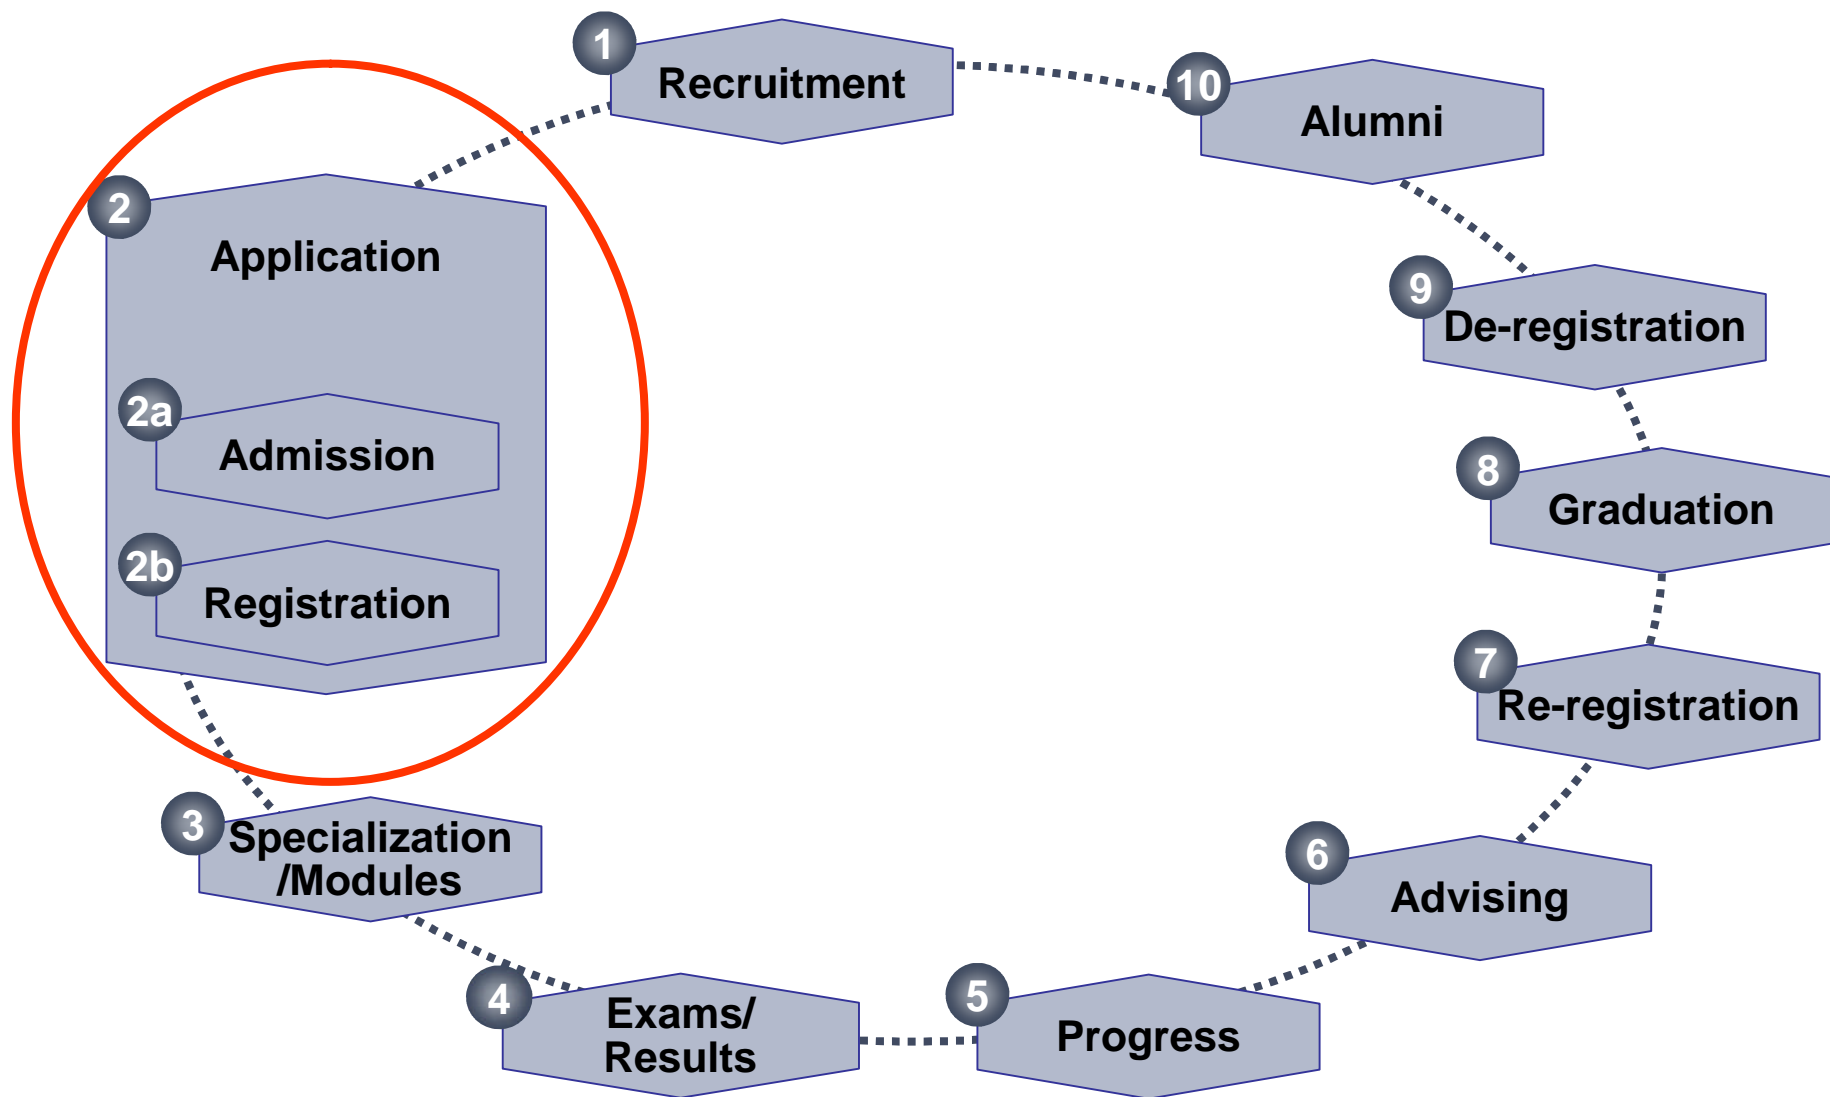 1
Recruitment
2
Application
2a
Admission
2b
Registration
3
Specialization
/Modules
4
Exams/
Results
5
Progress
6
Advising
7
Re-registration
8
Graduation
9
De-registration
10
Alumni